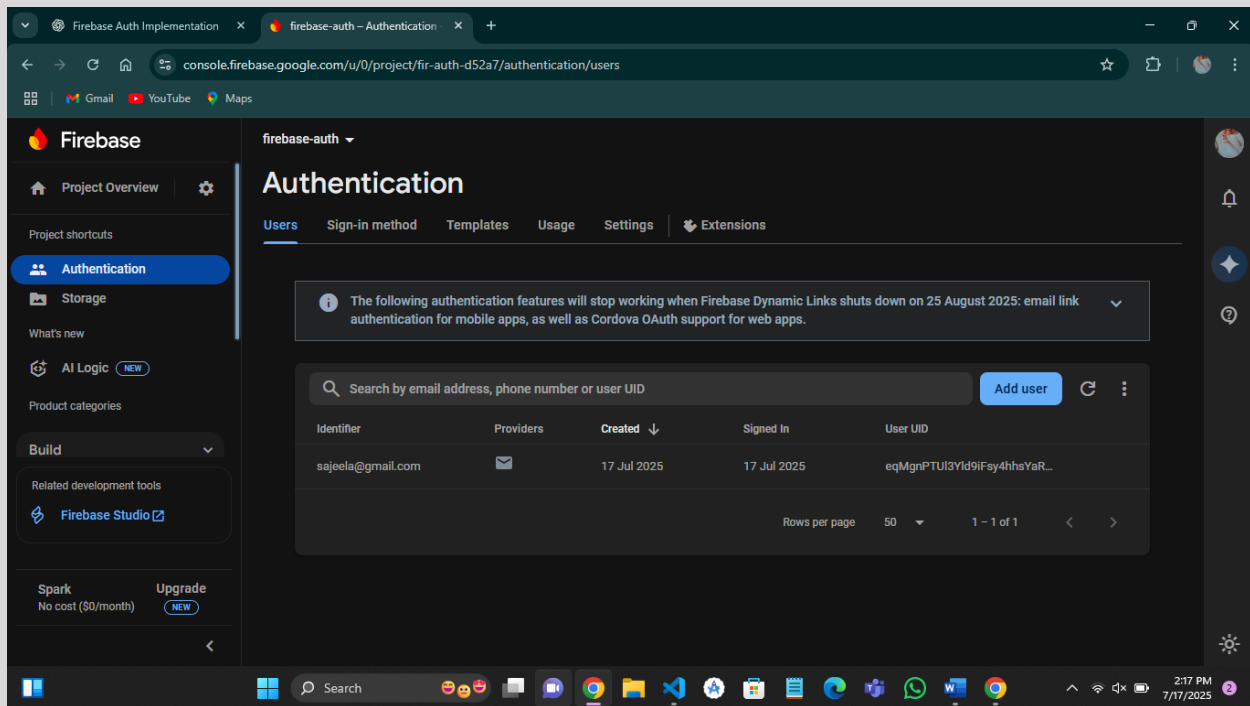 Firebase Auth Implementation
firebase-auth – Authentication
console.firebase.google.com/u/0/project/fir-auth-d52a7/authentication/users
Gmail
YouTube
Maps
Firebase
Project Overview
Project shortcuts
Authentication
Storage
What's new
AI Logic NEW
Product categories
Build
Related development tools
Firebase Studio
Spark
No cost ($0/month)
Upgrade
NEW
firebase-auth
Authentication
Users Sign-in method Templates Usage Settings Extensions
The following authentication features will stop working when Firebase Dynamic Links shuts down on 25 August 2025: email link
authentication for mobile apps, as well as Cordova OAuth support for web apps.
Search by email address, phone number or user UID
Add user
Identifier Providers Created Signed In User UID
sajeela@gmail.com 17 Jul 2025 17 Jul 2025 eqMgnPTUl3Yld9iFsy4hhsYaR...
Rows per page 50 1 – 1 of 1
Search
2:17 PM
7/17/2025
2